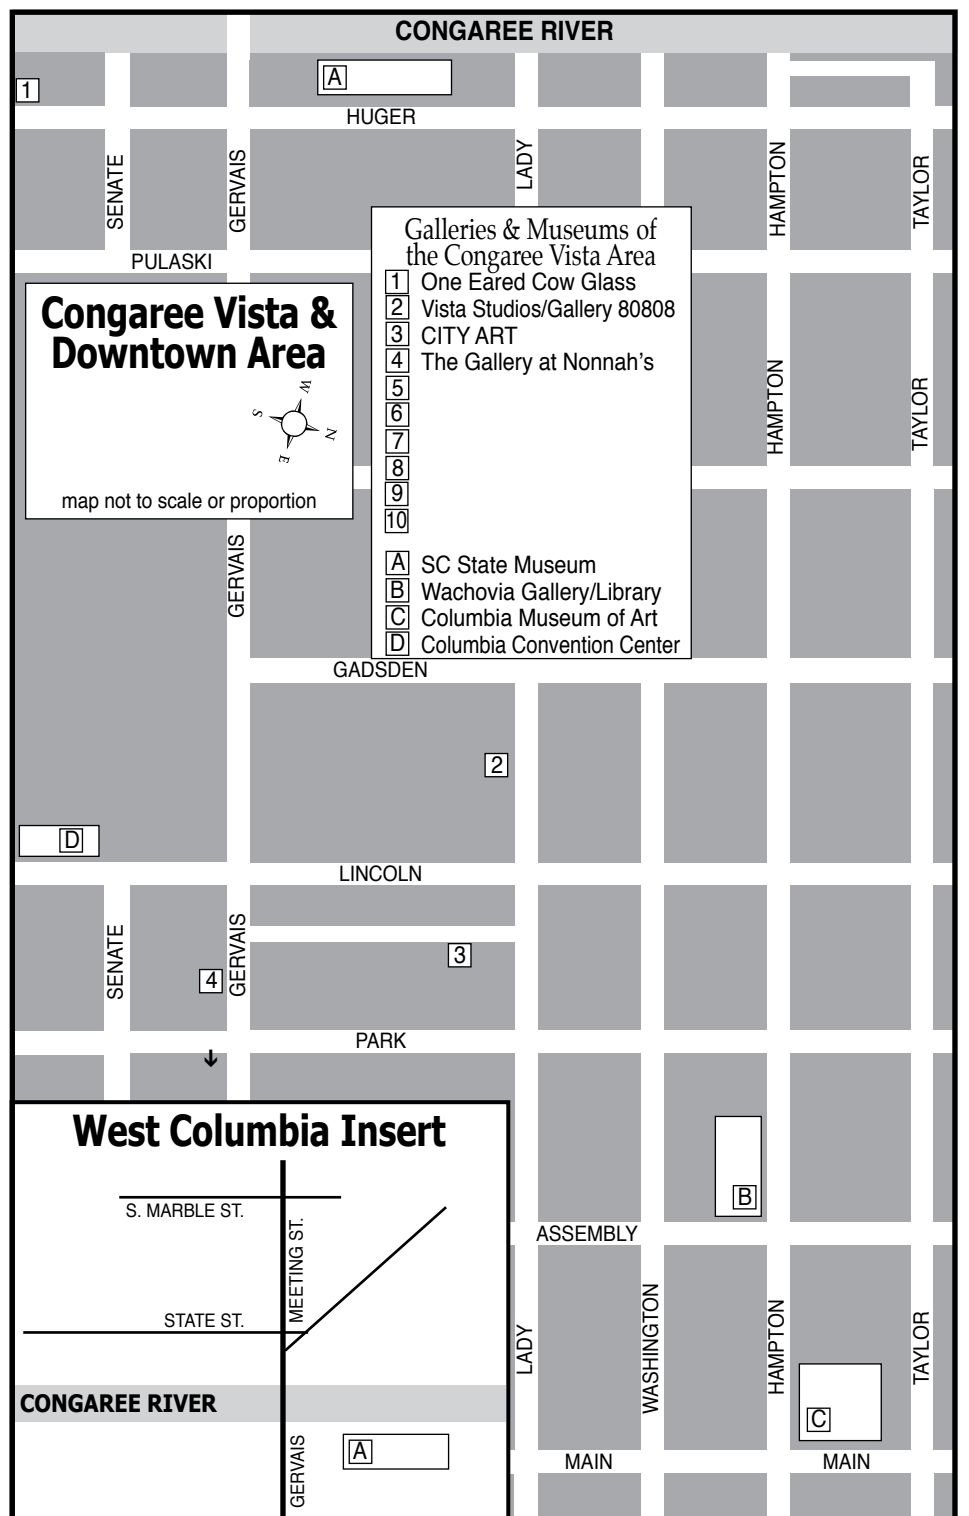 CONGAREE RIVER
1
A
HUGER
SENATE
GERVAIS
LADY
HAMPTON
TAYLOR
PULASKI
Galleries & Museums of
the Congaree Vista Area
1 One Eared Cow Glass
2 Vista Studios/Gallery 80808
3 CITY ART
4 The Gallery at Nonnah's
5
6
7
8
9
10
A SC State Museum
B Wachovia Gallery/Library
C Columbia Museum of Art
D Columbia Convention Center
Congaree Vista &
Downtown Area
W
S
N
E
map not to scale or proportion
HAMPTON
TAYLOR
GERVAIS
GADSDEN
2
D
LINCOLN
SENATE
GERVAIS
3
4
PARK
B
ASSEMBLY
LADY
WASHINGTON
HAMPTON
TAYLOR
C
MAIN
MAIN
West Columbia Insert
S. MARBLE ST.
MEETING ST.
STATE ST.
CONGAREE RIVER
GERVAIS
A